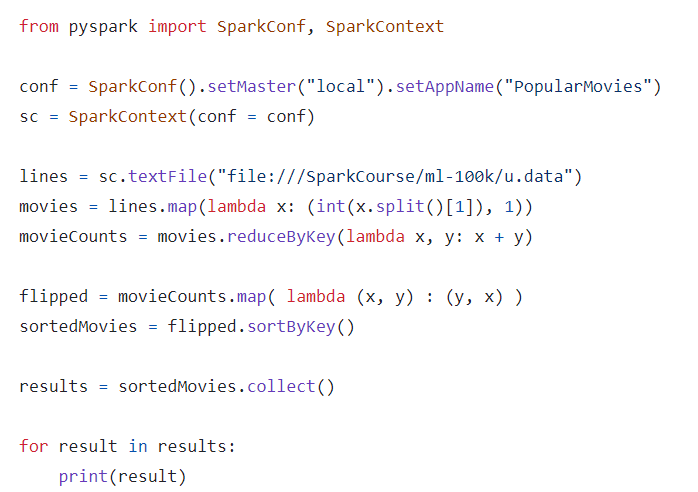 from pyspark import SparkConf, SparkContext
conf = SparkConf().setMaster("local").setAppName("PopularMovies")
sc = SparkContext(conf = conf)
lines = sc.textFile("file:///SparkCourse/ml-100k/u.data")
movies = lines.map(lambda x: (int(x.split()[1]), 1))
movieCounts = movies.reduceByKey(lambda x, y: x + y)
flipped = movieCounts.map( lambda (x, y) : (y, x) )
sortedMovies = flipped.sortByKey()
results = sortedMovies.collect()
for result in results:
    print(result)